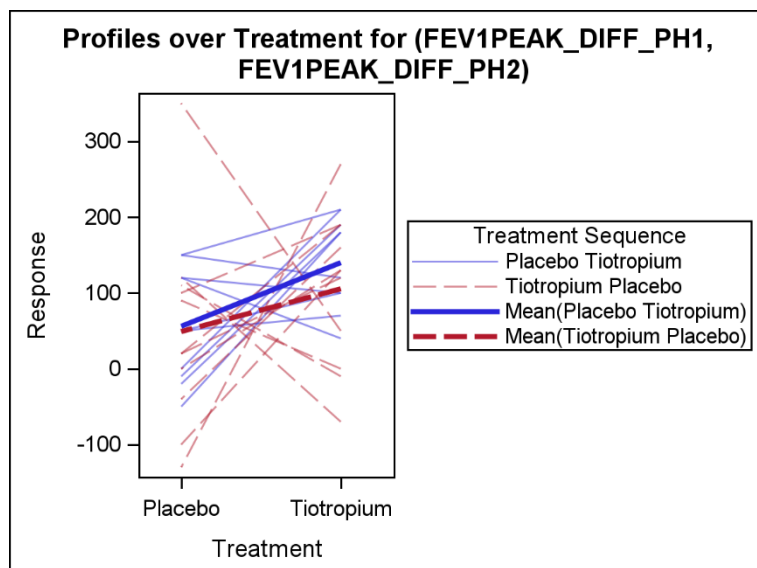 Profiles over Treatment for (FEV1PEAK_DIFF_PH1,
FEV1PEAK_DIFF_PH2)
300
200
100
0
-100
Response
Placebo
Tiotropium
Treatment
Treatment Sequence
Placebo Tiotropium
Tiotropium Placebo
Mean(Placebo Tiotropium)
Mean(Tiotropium Placebo)